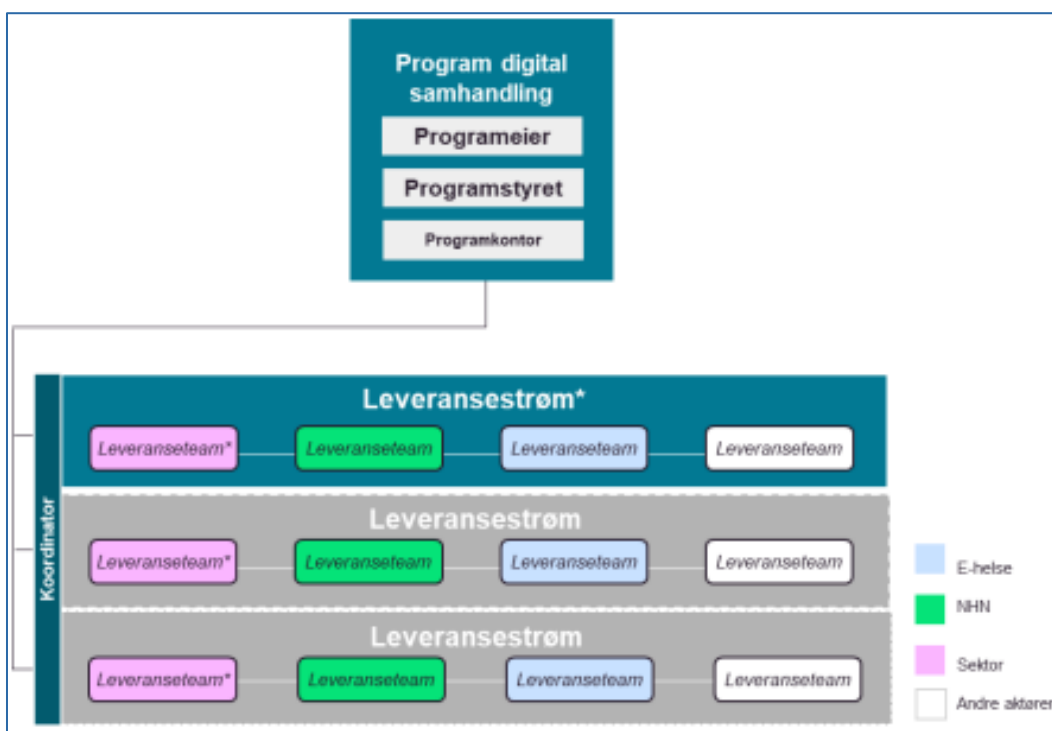 Program digital
samhandling
Programeier
Programstyret
Programkontor
Koordinator
Leveransestrøm*
Leveranseteam* Leveranseteam Leveranseteam Leveranseteam
Leveransestrøm
Leveranseteam* Leveranseteam Leveranseteam Leveranseteam
Leveransestrøm
Leveranseteam* Leveranseteam Leveranseteam Leveranseteam
E-helse
NHN
Sektor
Andre aktører